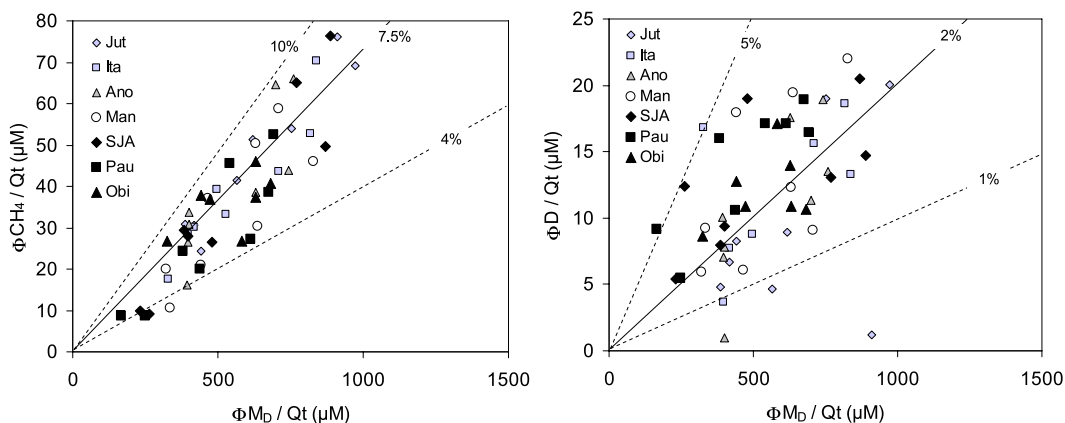 80
70
60
50
40
30
20
10
0
ΦCH₄ / Qt (µM)
Jut
Ita
Ano
Man
SJA
Pau
Obi
10%
7.5%
4%
0
500
1000
1500
ΦM_D / Qt (µM)
25
20
15
10
5
0
ΦD / Qt (µM)
Jut
Ita
Ano
Man
SJA
Pau
Obi
5%
2%
1%
0
500
1000
1500
ΦM_D / Qt (µM)